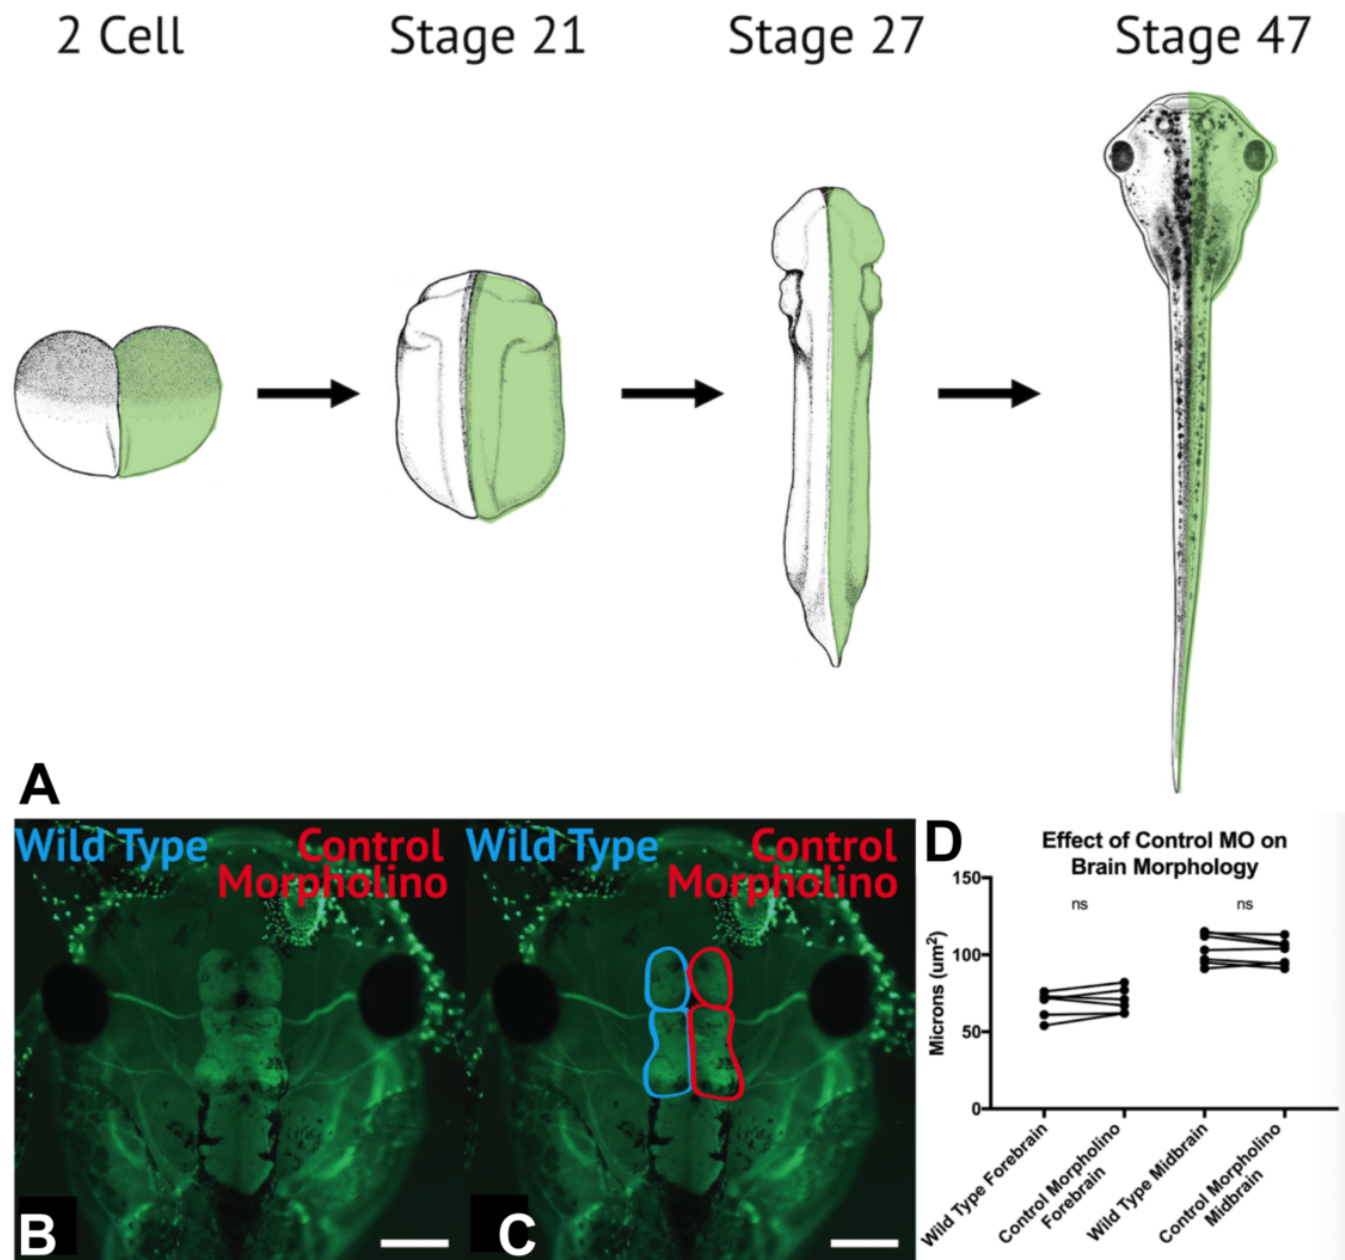 2 Cell
Stage 21
Stage 27
Stage 47
A
Wild Type
Control
Morpholino
B
Wild Type
Control
Morpholino
C
D
Effect of Control MO on
Brain Morphology
Microns (um²)
150
100
50
0
ns
ns
Wild Type Forebrain
Control Morpholino
Forebrain
Wild Type Midbrain
Control Morpholino
Midbrain